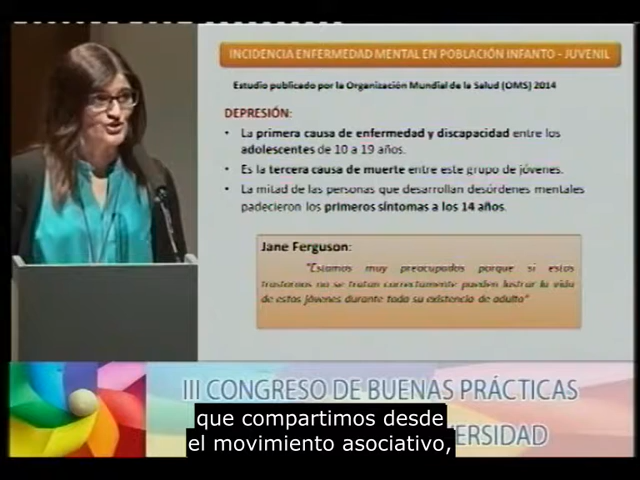 INCIDENCIA ENFERMEDAD MENTAL EN POBLACIÓN INFANTO - JUVENIL
Estudio publicado por la Organización Mundial de la Salud (OMS) 2014
DEPRESIÓN:
• La primera causa de enfermedad y discapacidad entre los
adolescentes de 10 a 19 años.
• Es la tercera causa de muerte entre este grupo de jóvenes.
• La mitad de las personas que desarrollan desórdenes mentales
padecieron los primeros síntomas a los 14 años.
Jane Ferguson:
"Estamos muy preocupados porque si estos
trastornos no se tratan correctamente pueden lastrar la vida
de estos jóvenes durante toda su existencia de adulto"
III CONGRESO DE BUENAS PRÁCTICAS
VERSIDAD
que compartimos desde
el movimiento asociativo,